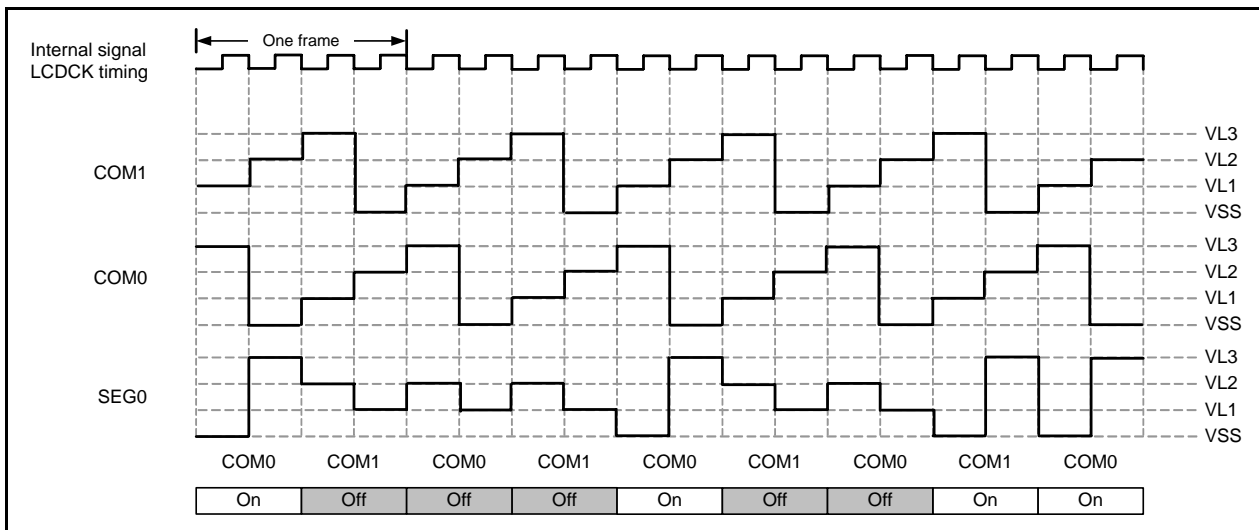 One frame
Internal signal
LCDCK timing
VL3
VL2
COM1
VL1
VSS
VL3
COM0
VL2
VL1
VSS
VL3
VL2
SEG0
VL1
VSS
COM0 COM1 COM0 COM1 COM0 COM1 COM0 COM1 COM0
On Off Off Off On Off Off On On